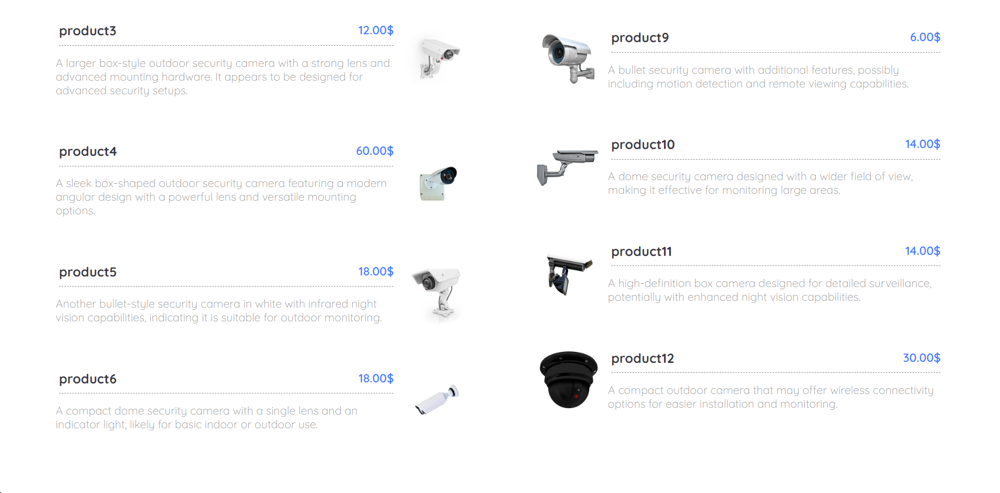 product3 12.00$
A larger box-style outdoor security camera with a strong lens and
advanced mounting hardware. It appears to be designed for
advanced security setups.
product4 60.00$
A sleek box-shaped outdoor security camera featuring a modern
angular design with a powerful lens and versatile mounting
options.
product5 18.00$
Another bullet-style security camera in white with infrared night
vision capabilities, indicating it is suitable for outdoor monitoring.
product6 18.00$
A compact dome security camera with a single lens and an
indicator light, likely for basic indoor or outdoor use.
product9 6.00$
A bullet security camera with additional features, possibly
including motion detection and remote viewing capabilities.
product10 14.00$
A dome security camera designed with a wider field of view,
making it effective for monitoring large areas.
product11 14.00$
A high-definition box camera designed for detailed surveillance,
potentially with enhanced night vision capabilities.
product12 30.00$
A compact outdoor camera that may offer wireless connectivity
options for easier installation and monitoring.